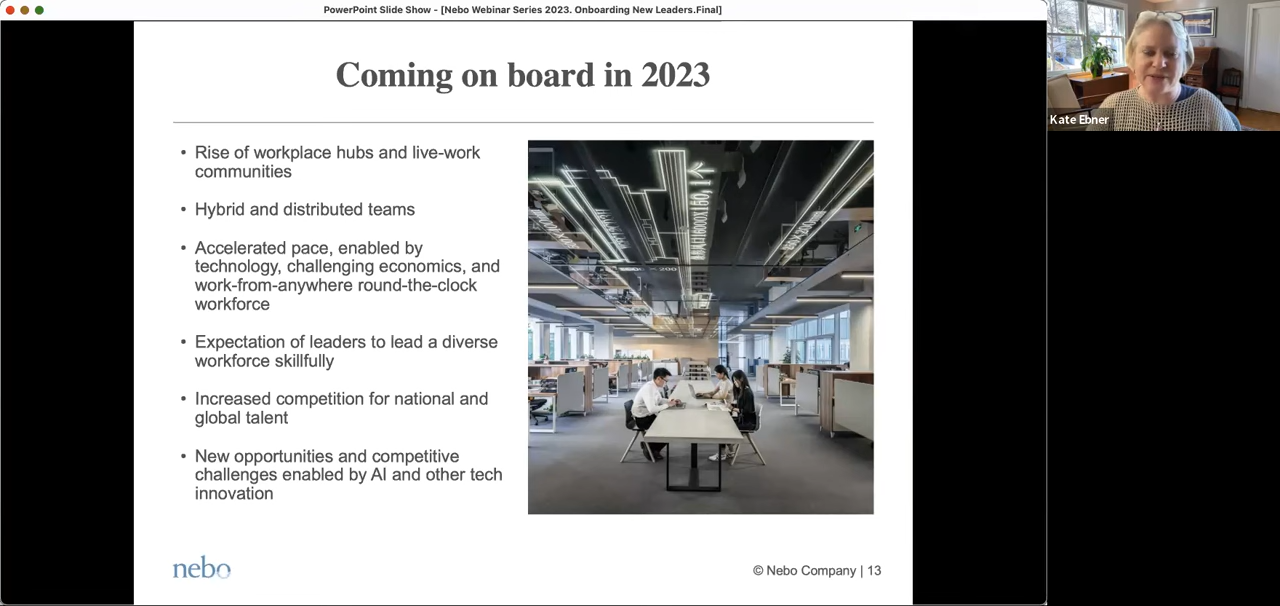 PowerPoint Slide Show - [Nebo Webinar Series 2023. Onboarding New Leaders.Final]
Kate Ebner
Coming on board in 2023
• Rise of workplace hubs and live-work
communities
• Hybrid and distributed teams
• Accelerated pace, enabled by
technology, challenging economics, and
work-from-anywhere round-the-clock
workforce
• Expectation of leaders to lead a diverse
workforce skillfully
• Increased competition for national and
global talent
• New opportunities and competitive
challenges enabled by AI and other tech
innovation
nebo
© Nebo Company | 13